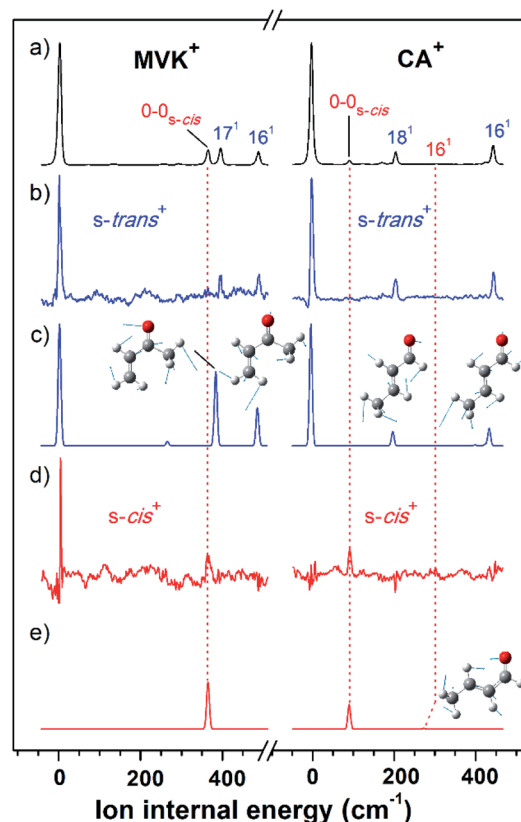 a)
MVK⁺
CA⁺
0-0s-cis
17¹
16¹
0-0s-cis
18¹
16¹
16¹
b)
s-trans⁺
s-trans⁺
c)
d)
s-cis⁺
s-cis⁺
e)
0 200 400 0 200 400
Ion internal energy (cm⁻¹)